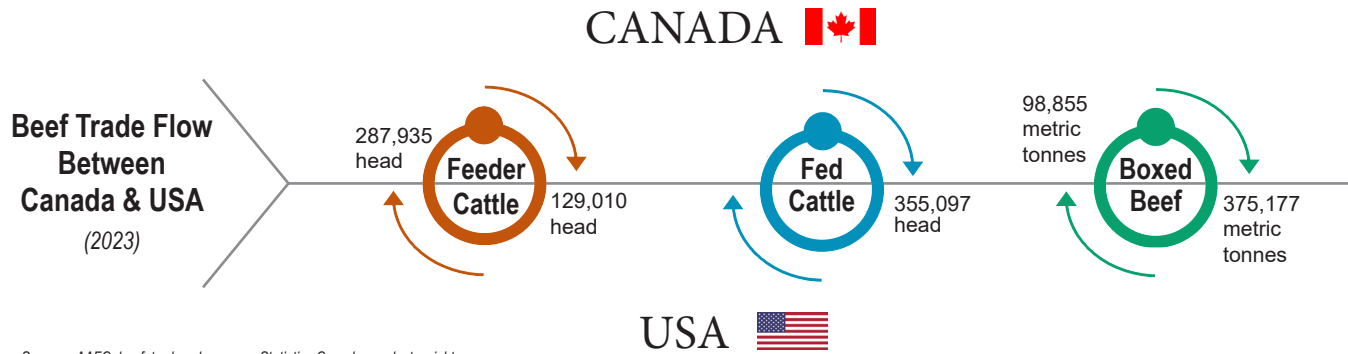 CANADA
Beef Trade Flow
Between
Canada & USA
(2023)
287,935
head
Feeder
Cattle
129,010
head
Fed
Cattle
355,097
head
98,855
metric
tonnes
Boxed
Beef
375,177
metric
tonnes
USA